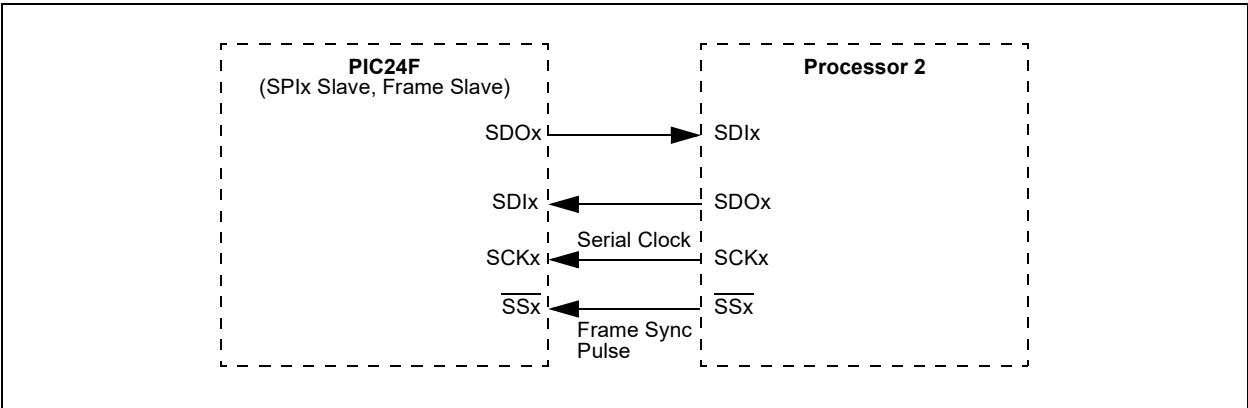 PIC24F
(SPIx Slave, Frame Slave)
Processor 2
SDOx
SDIx
SDIx
SDOx
Serial Clock
SCKx
SCKx
SSx
SSx
Frame Sync
Pulse